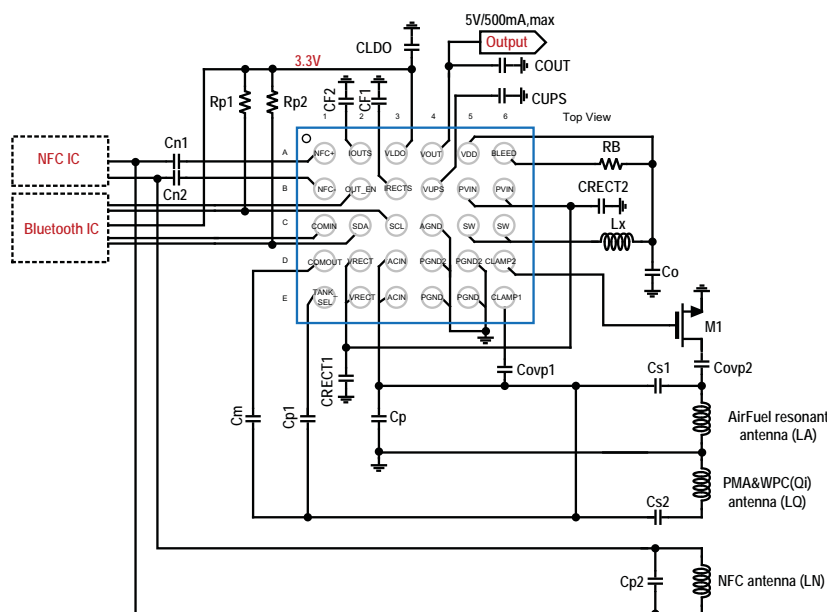 5V/500mA,max
Output
CLDO
3.3V
COUT
CUPS
Rp1
Rp2
CF2
CF1
Top View
1
2
3
4
5
6
RB
NFC IC
Cn1
Cn2
A
NFC+
IOUTS
VLDO
VOUT
VDD
BLEED
B
NFC-
OUT_EN
IRECTS
VUPS
PVIN
PVIN
CRECT2
Bluetooth IC
C
COMIN
SDA
SCL
AGND
SW
SW
Lx
D
COMOUT
VRECT
ACIN
PGND2
PGND2
CLAMP2
Co
E
TANK_
SEL
VRECT
ACIN
PGND
PGND
CLAMP1
M1
CRECT1
Covp1
Cs1
Covp2
Cm
Cp1
Cp
AirFuel resonant
antenna (LA)
PMA&WPC(Qi)
antenna (LQ)
Cs2
Cp2
NFC antenna (LN)